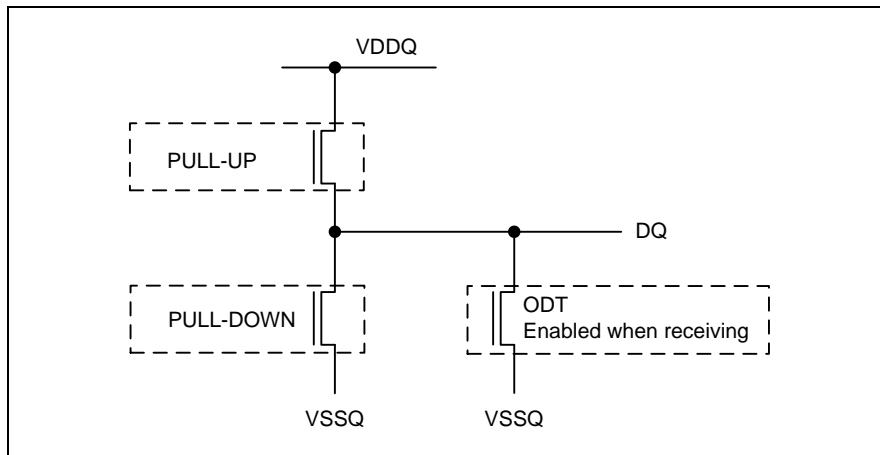 VDDQ
PULL-UP
DQ
PULL-DOWN
ODT
Enabled when receiving
VSSQ
VSSQ